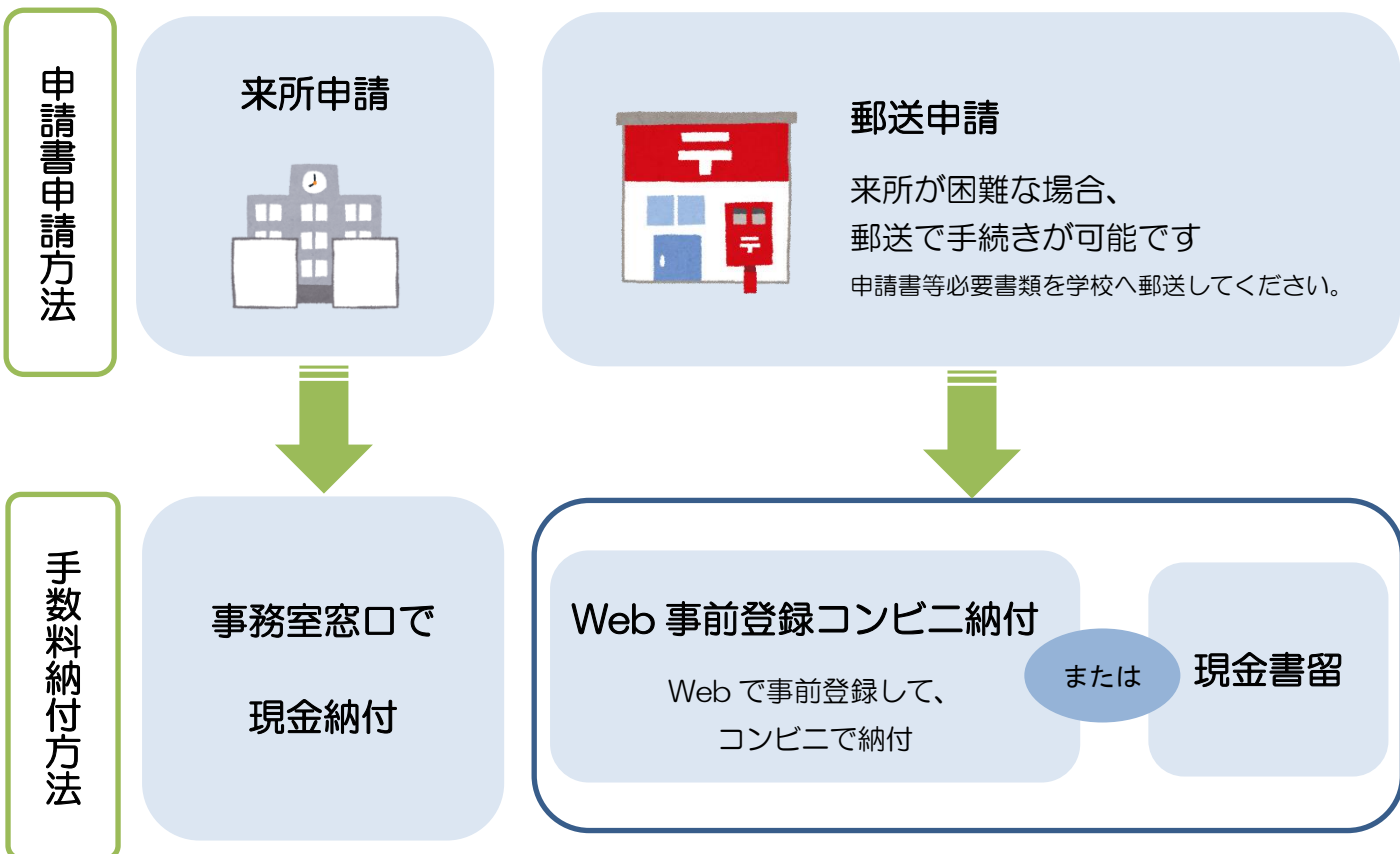 申請書申請方法
来所申請
郵送申請
来所が困難な場合、
郵送で手続きが可能です
申請書等必要書類を学校へ郵送してください。
手数料納付方法
事務室窓口で
現金納付
Web 事前登録コンビニ納付
Web で事前登録して、
コンビニで納付
または
現金書留